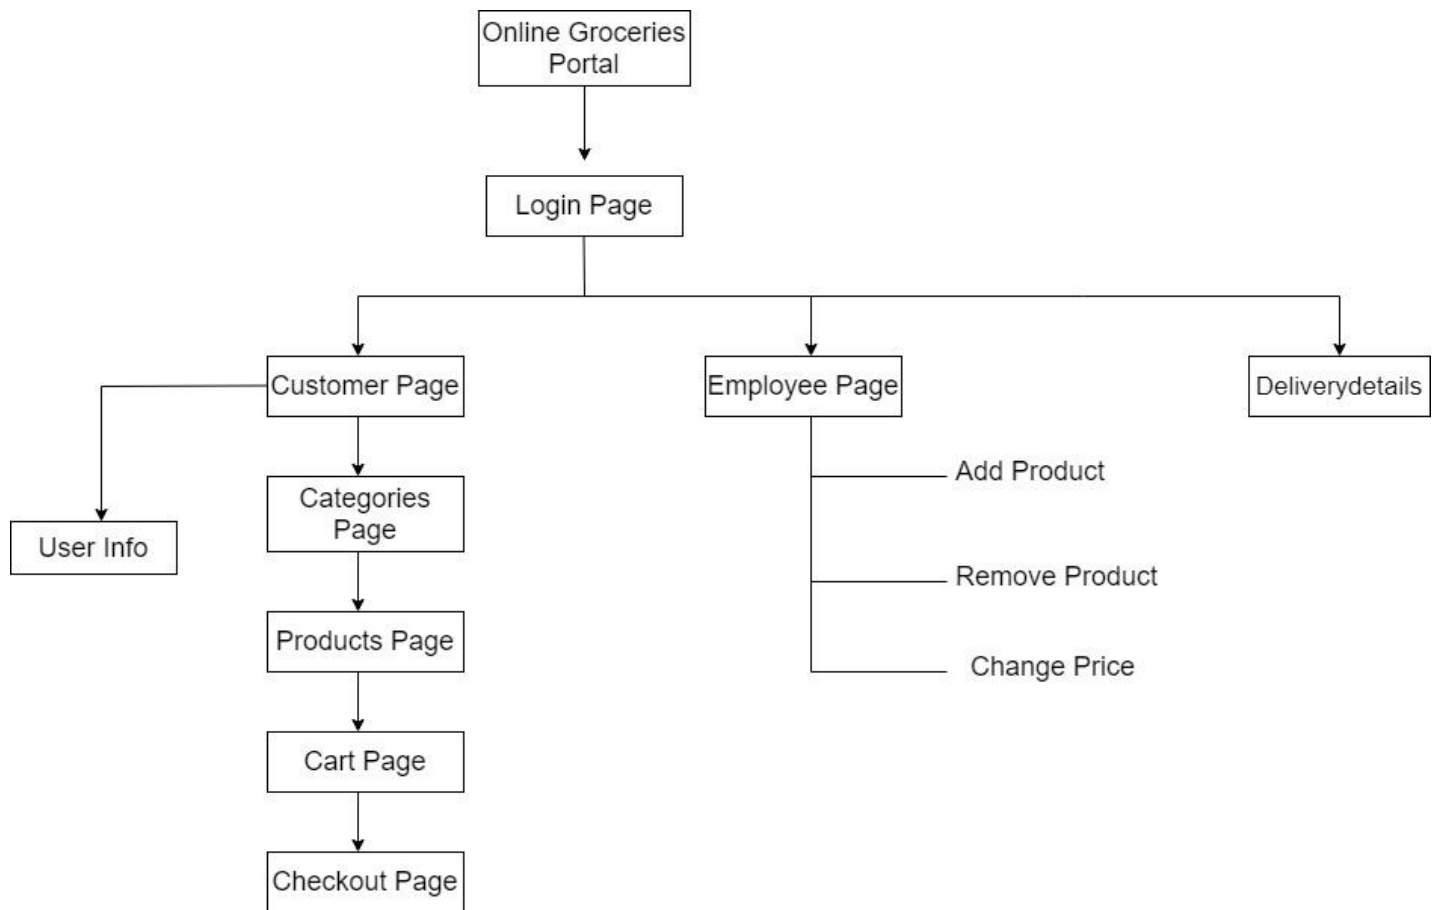 Online Groceries
Portal
Login Page
Customer Page
Employee Page
Deliverydetails
Add Product
Categories
Page
User Info
Remove Product
Products Page
Change Price
Cart Page
Checkout Page